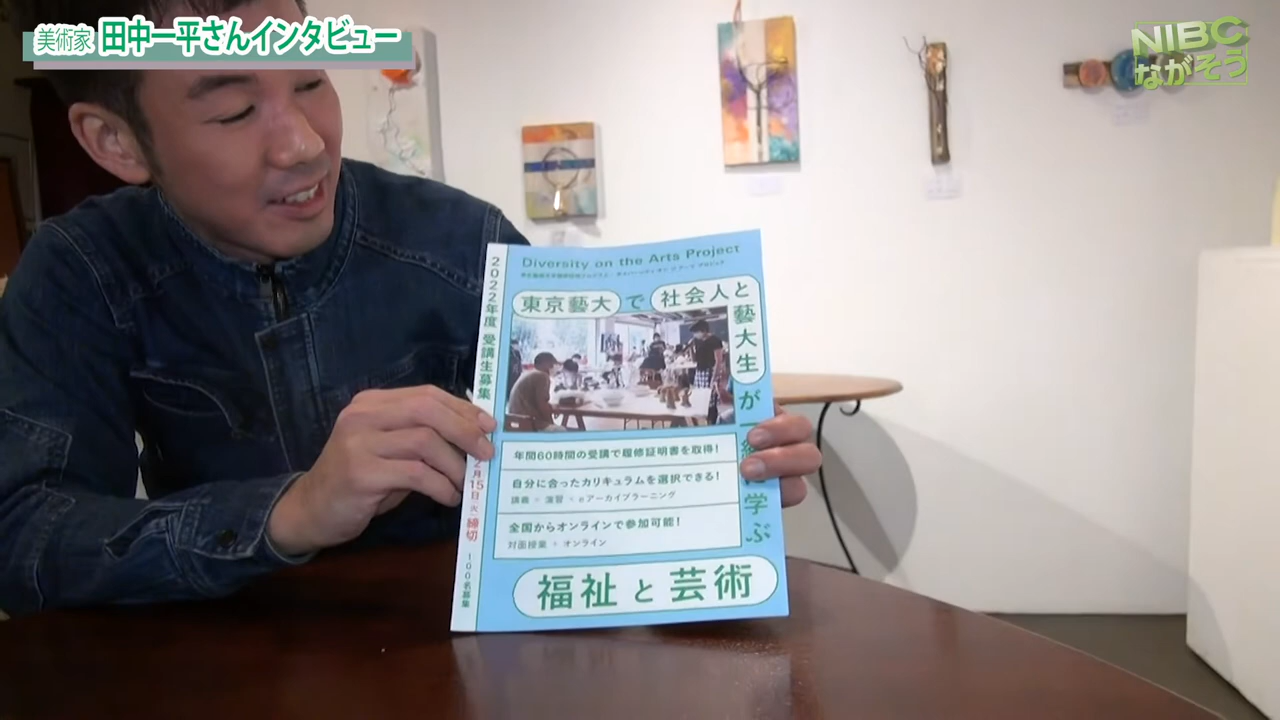 美術家 田中一平さんインタビュー
NIBC
ながそう
Diversity on the Arts Project
2022年度 受講生募集
2月15日(火)締切
100名募集
東京藝大で社会人と
藝大生が一緒に学ぶ
年間60時間の受講で履修証明書を取得!
自分に合ったカリキュラムを選択できる!
講義 × 演習 × eアーカイブラーニング
全国からオンラインで参加可能!
対面授業 + オンライン
福祉と芸術